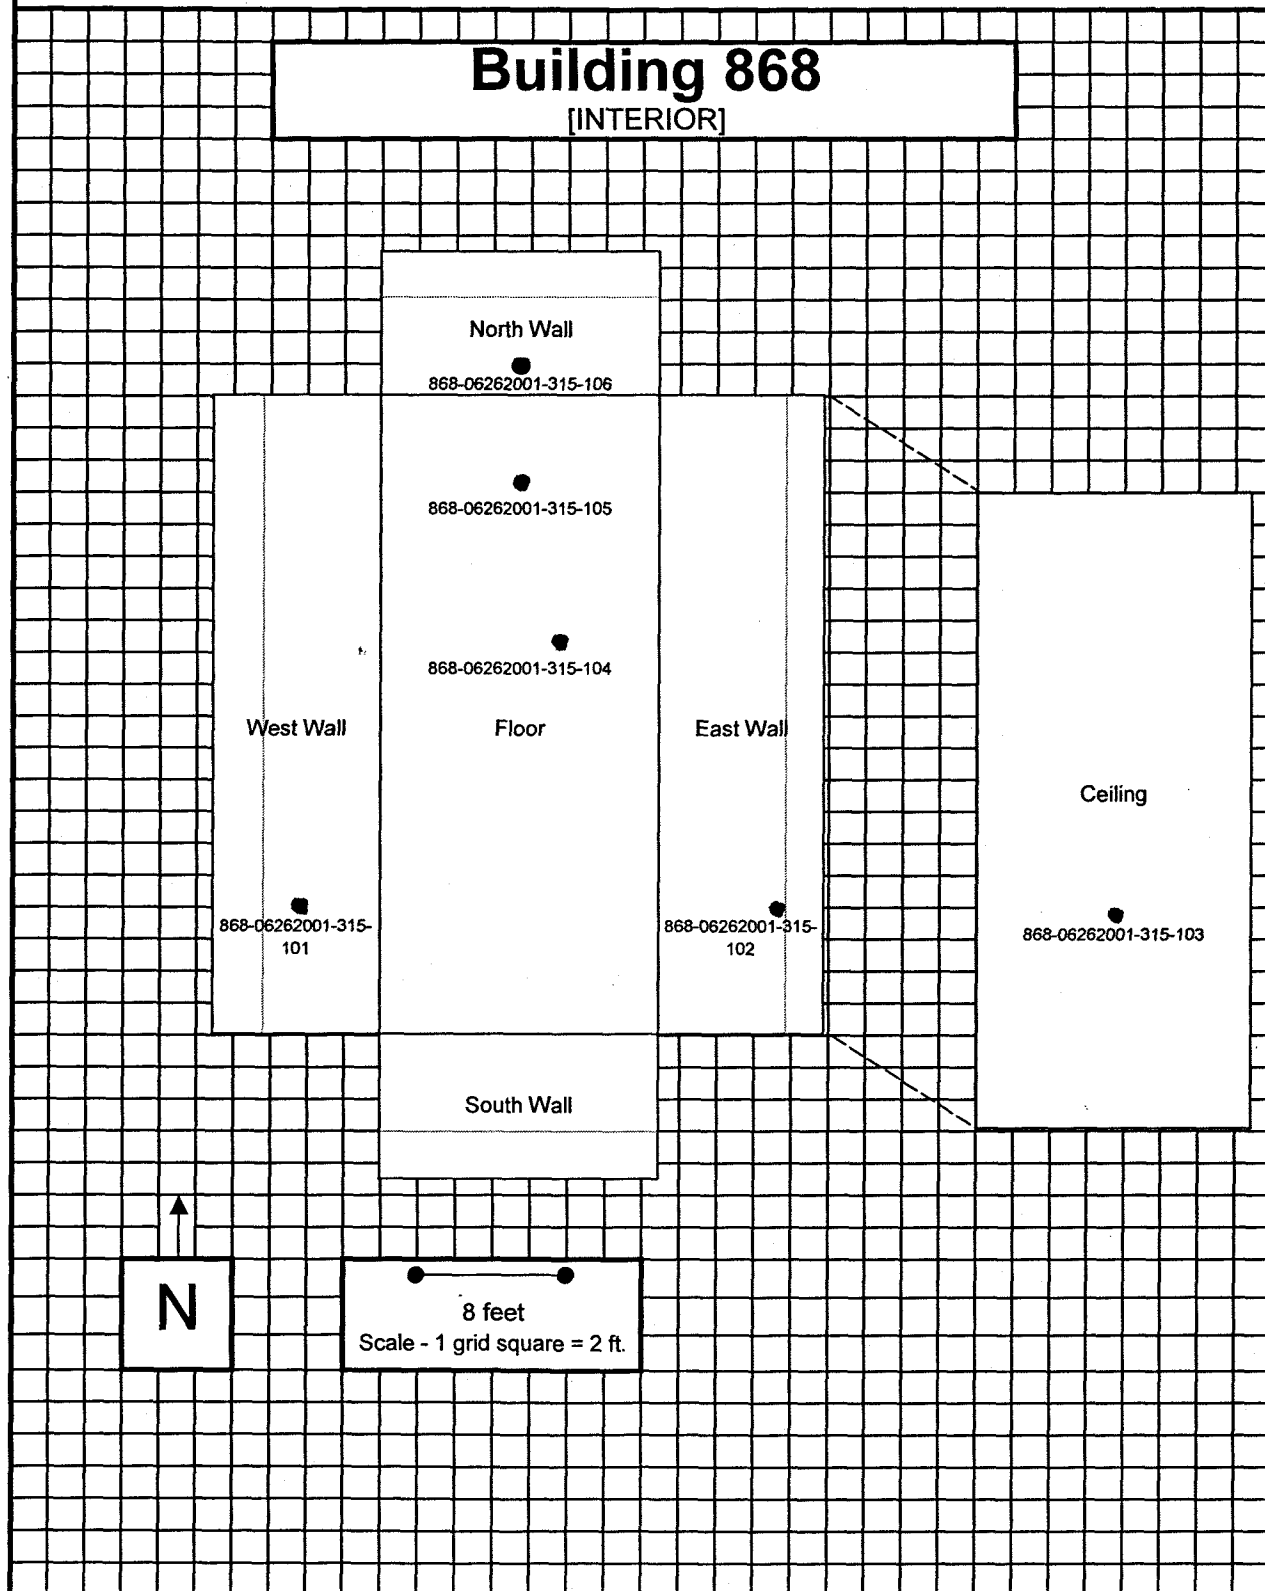 Building 868
[INTERIOR]
North Wall
868-06262001-315-106
868-06262001-315-105
868-06262001-315-104
West Wall
Floor
East Wall
Ceiling
868-06262001-315-
101
868-06262001-315-
102
868-06262001-315-103
South Wall
N
8 feet
Scale - 1 grid square = 2 ft.